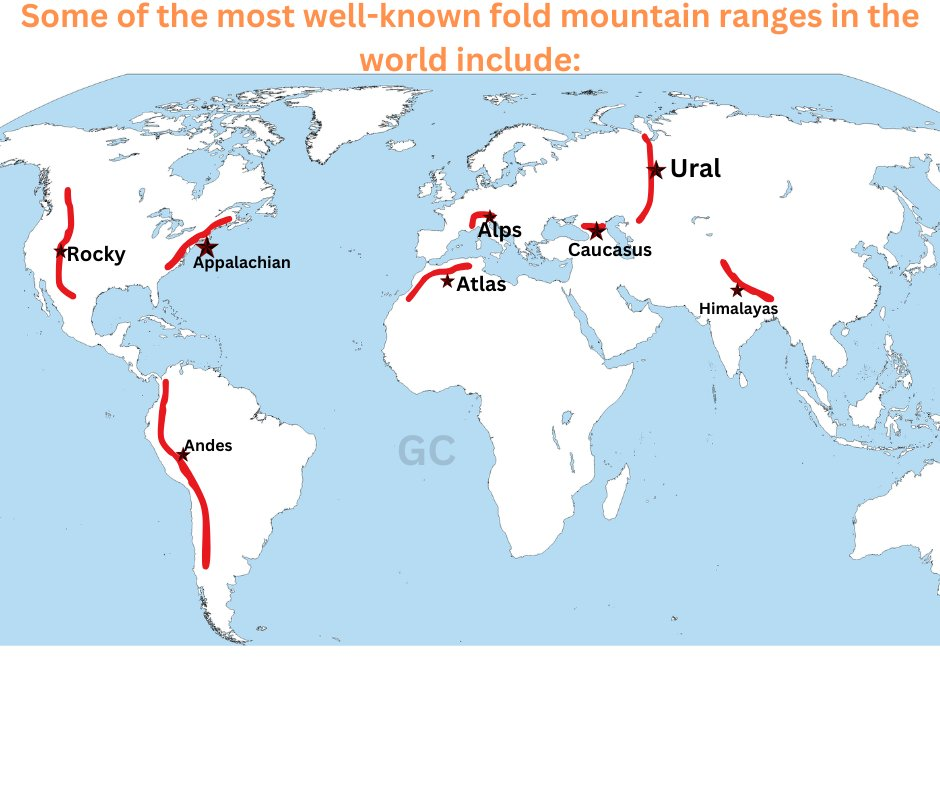 Some of the most well-known fold mountain ranges in the
world include:
Ural
Alps
Caucasus
Rocky
Appalachian
Atlas
Himalayas
Andes
GC